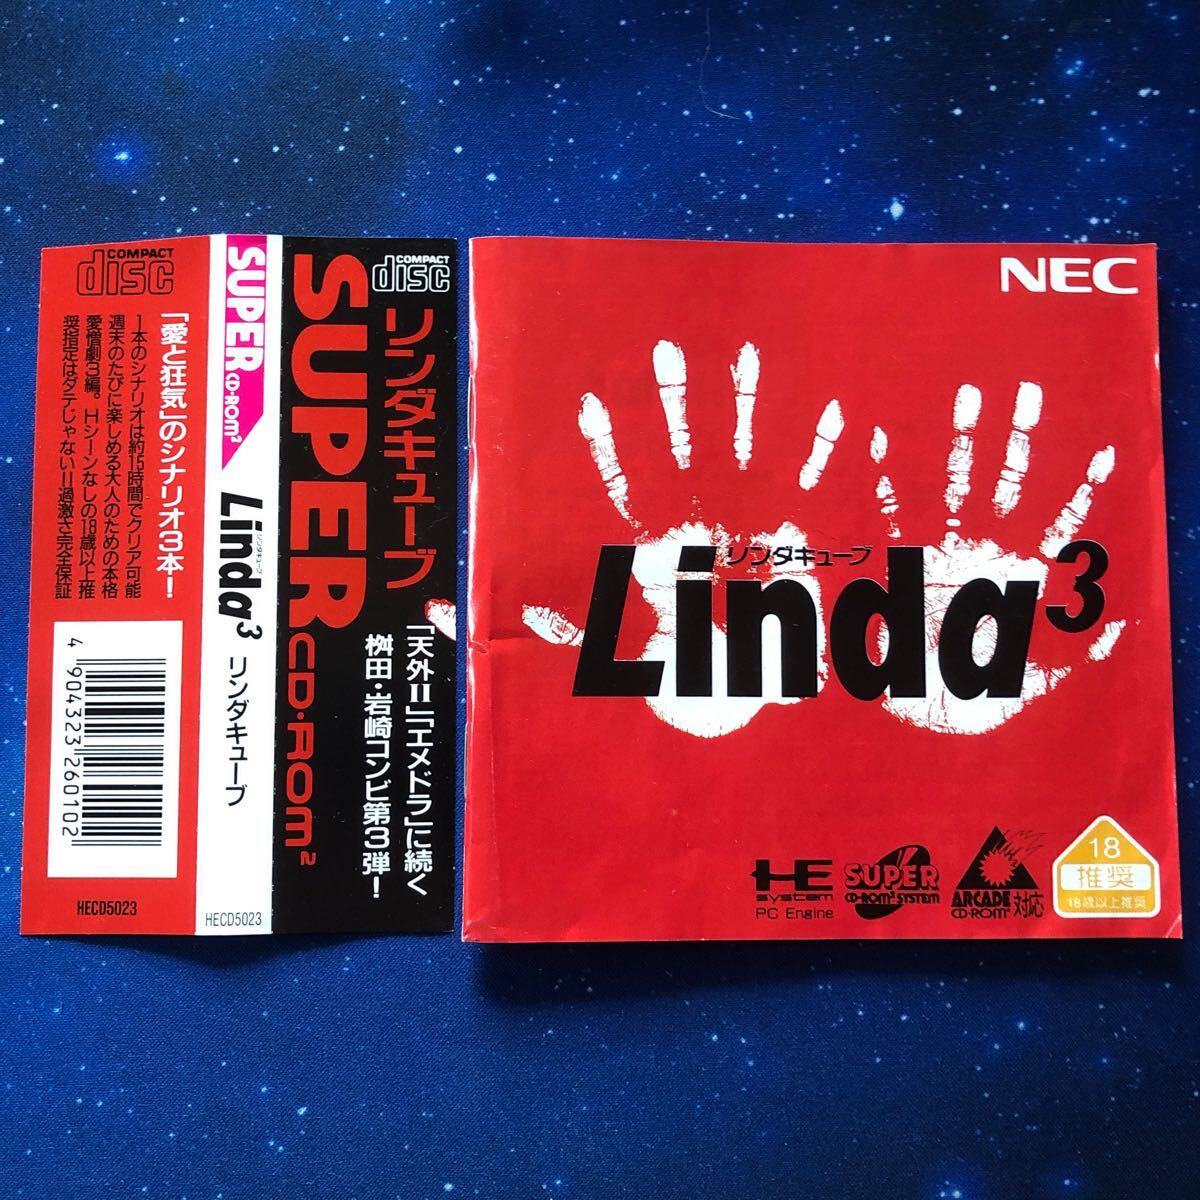 COMPACT
disc
「愛と狂気」のシナリオ3本!
1本のシナリオは約15時間でクリア可能
週末のたびに楽しめる大人のための本格
愛憎劇3編。Hシーンなしの18歳以上推
奨指定はダテじゃない!!過激さ完全保証
4 904323 260102
HECD5023
SUPER
CD-ROM²
リンダキューブ
Linda³
リンダキューブ
HECD5023
COMPACT
disc
リンダキューブ
SUPER
CD-ROM²
「天外II」「エメドラ」に続く
桝田・岩崎コンビ第3弾!
NEC
リンダキューブ
Linda³
HE
system
PC Engine
SUPER
CD-ROM² SYSTEM
ARCADE
CD-ROM²
対応
18
推奨
18歳以上推奨